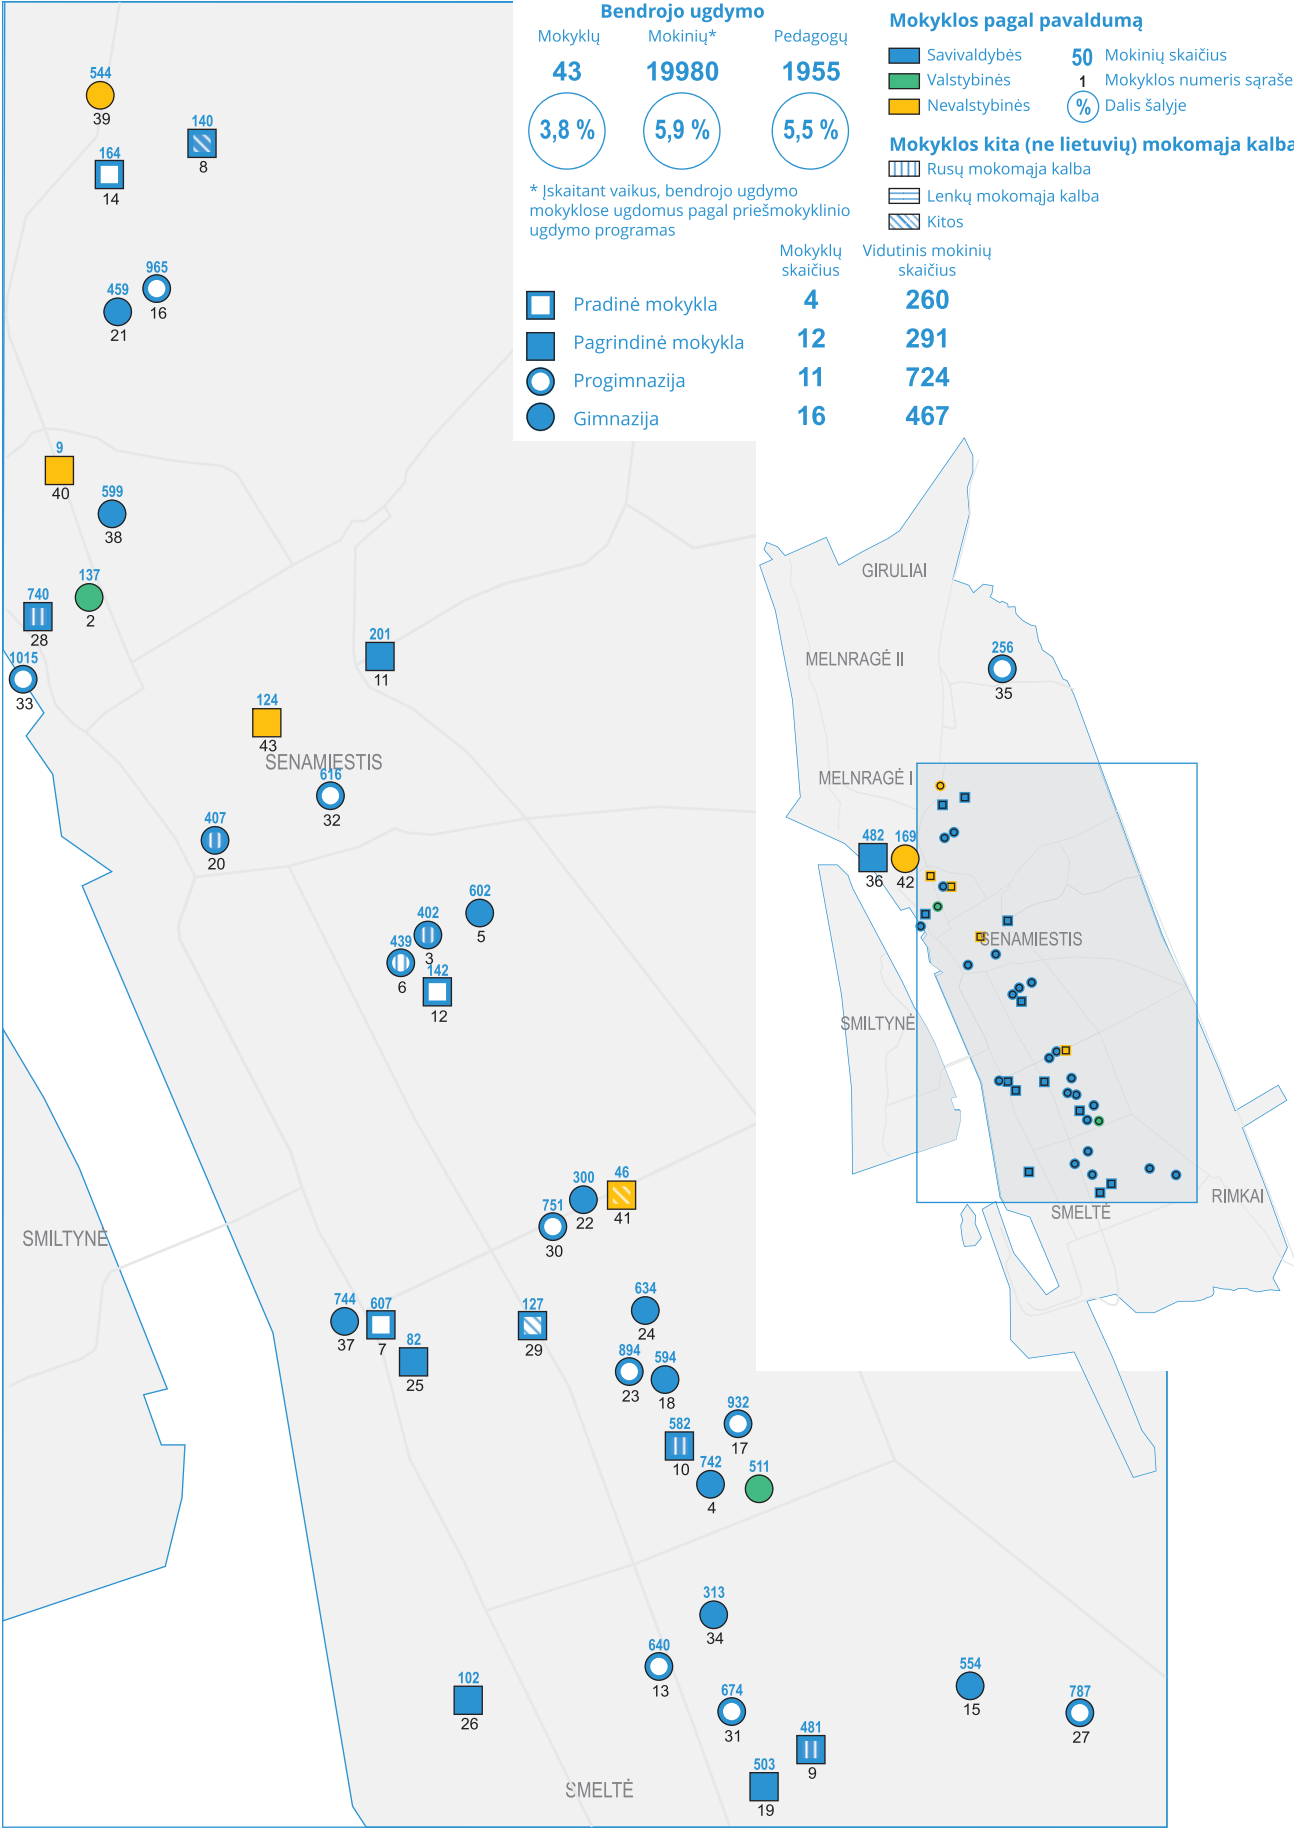 Bendrojo ugdymo
Mokyklų Mokinių* Pedagogų
43 19980 1955
3,8 % 5,9 % 5,5 %
* Įskaitant vaikus, bendrojo ugdymo
mokyklose ugdomus pagal priešmokyklinio
ugdymo programas
Mokyklos pagal pavaldumą
Savivaldybės
Valstybinės
Nevalstybinės
50 Mokinių skaičius
1 Mokyklos numeris sąraše
% Dalis šalyje
Mokyklos kita (ne lietuvių) mokomąja kalba
Rusų mokomąja kalba
Lenkų mokomąja kalba
Kitos
Mokyklų Vidutinis mokinių
skaičius skaičius
Pradinė mokykla 4 260
Pagrindinė mokykla 12 291
Progimnazija 11 724
Gimnazija 16 467
544
39
140
8
164
14
965
16
459
21
9
40
599
38
137
2
740
28
1015
33
201
11
124
43
SENAMIESTIS
616
32
407
20
602
5
402
3
439
6
142
12
46
41
300
22
751
30
SMILTYNĖ
744
37
607
7
82
25
127
29
634
24
894
23
594
18
932
17
582
10
742
4
511
313
34
640
13
674
31
554
15
787
27
102
26
481
9
503
19
SMELTĖ
GIRULIAI
MELNRAGĖ II
256
35
MELNRAGĖ I
482
36
169
42
SENAMIESTIS
SMILTYNĖ
RIMKAI
SMELTĖ